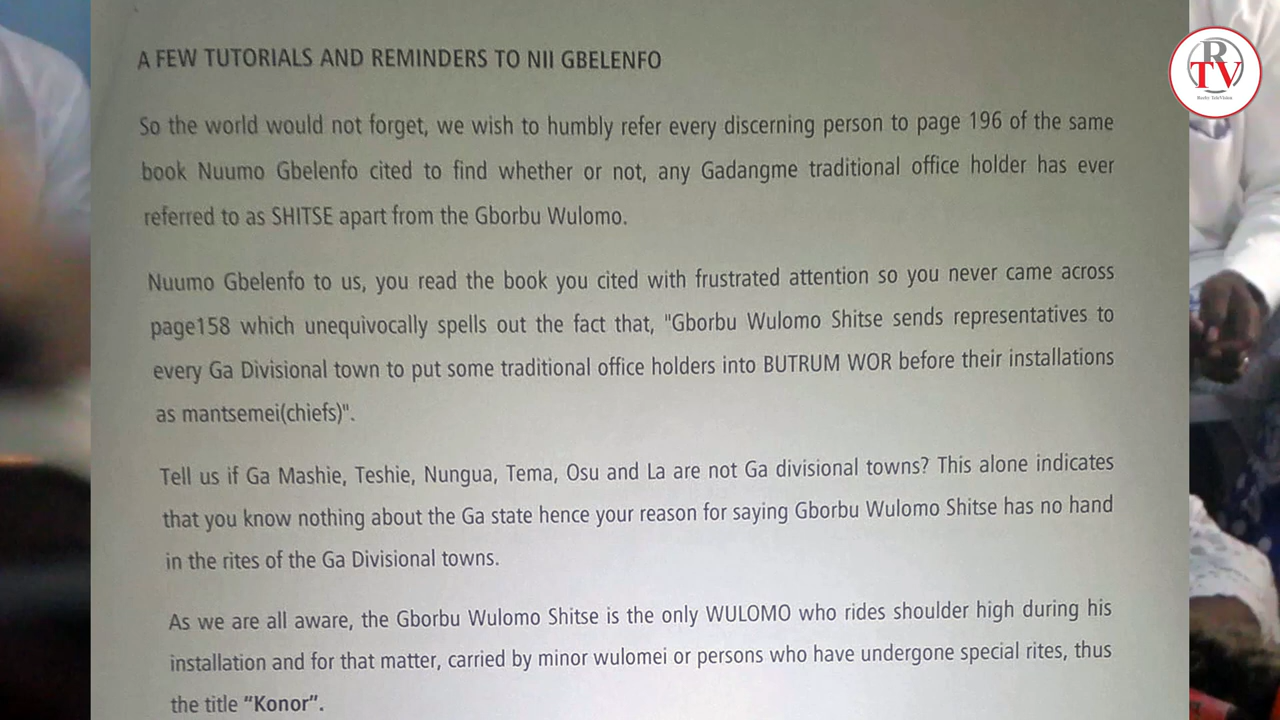 A FEW TUTORIALS AND REMINDERS TO NII GBELENFO
So the world would not forget, we wish to humbly refer every discerning person to page 196 of the same
book Nuumo Gbelenfo cited to find whether or not, any Gadangme traditional office holder has ever
referred to as SHITSE apart from the Gborbu Wulomo.
Nuumo Gbelenfo to us, you read the book you cited with frustrated attention so you never came across
page158 which unequivocally spells out the fact that, "Gborbu Wulomo Shitse sends representatives to
every Ga Divisional town to put some traditional office holders into BUTRUM WOR before their installations
as mantsemei(chiefs)".
Tell us if Ga Mashie, Teshie, Nungua, Tema, Osu and La are not Ga divisional towns? This alone indicates
that you know nothing about the Ga state hence your reason for saying Gborbu Wulomo Shitse has no hand
in the rites of the Ga Divisional towns.
As we are all aware, the Gborbu Wulomo Shitse is the only WULOMO who rides shoulder high during his
installation and for that matter, carried by minor wulomei or persons who have undergone special rites, thus
the title "Konor".
R
TV